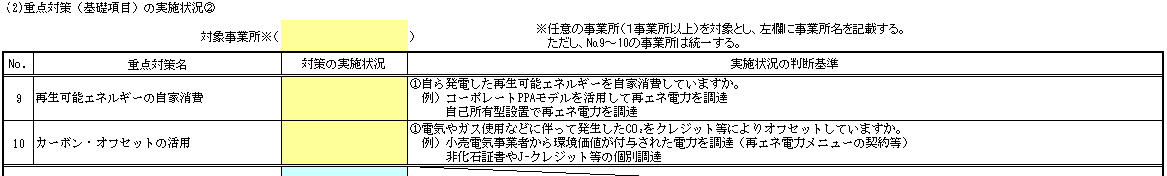 (2)重点対策（基礎項目）の実施状況②
対象事業所※( )
※任意の事業所(1事業所以上)を対象とし、左欄に事業所名を記載する。
ただし、No.9～10の事業所は統一する。
No. 重点対策名 対策の実施状況 実施状況の判断基準
9 再生可能エネルギーの自家消費
①自ら発電した再生可能エネルギーを自家消費していますか。
例）コーポレートPPAモデルを活用して再エネ電力を調達
自己所有型設置で再エネ電力を調達
10 カーボン・オフセットの活用
①電気やガス使用などに伴って発生したCO₂をクレジット等によりオフセットしていますか。
例）小売電気事業者から環境価値が付与された電力を調達（再エネ電力メニューの契約等）
非化石証書やJ-クレジット等の個別調達